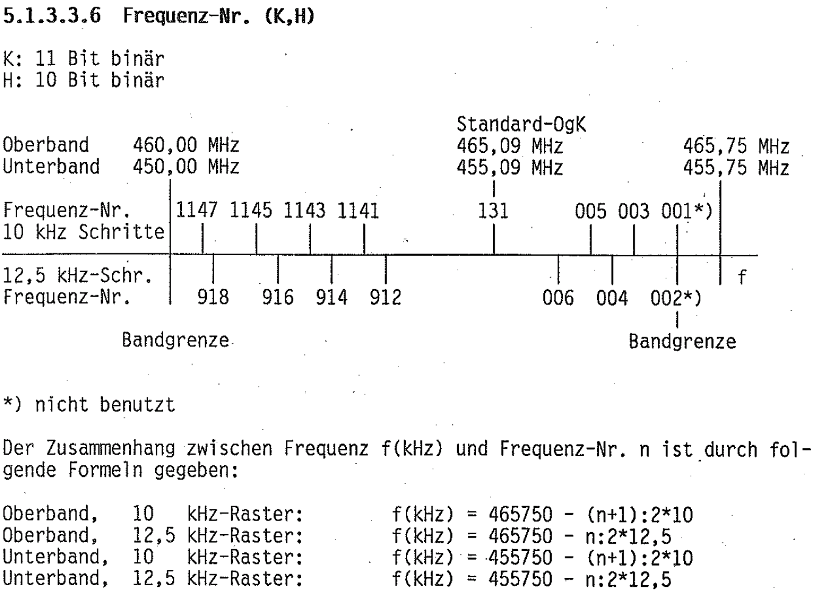 5.1.3.3.6 Frequenz-Nr. (K,H)
K: 11 Bit binär
H: 10 Bit binär
Standard-OgK
Oberband 460,00 MHz 465,09 MHz 465,75 MHz
Unterband 450,00 MHz 455,09 MHz 455,75 MHz
Frequenz-Nr. 1147 1145 1143 1141 131 005 003 001*)
10 kHz Schritte
12,5 kHz-Schr. f
Frequenz-Nr. 918 916 914 912 006 004 002*)
Bandgrenze Bandgrenze
*) nicht benutzt
Der Zusammenhang zwischen Frequenz f(kHz) und Frequenz-Nr. n ist durch fol-
gende Formeln gegeben:
Oberband, 10 kHz-Raster: f(kHz) = 465750 - (n+1):2*10
Oberband, 12,5 kHz-Raster: f(kHz) = 465750 - n:2*12,5
Unterband, 10 kHz-Raster: f(kHz) = 455750 - (n+1):2*10
Unterband, 12,5 kHz-Raster: f(kHz) = 455750 - n:2*12,5